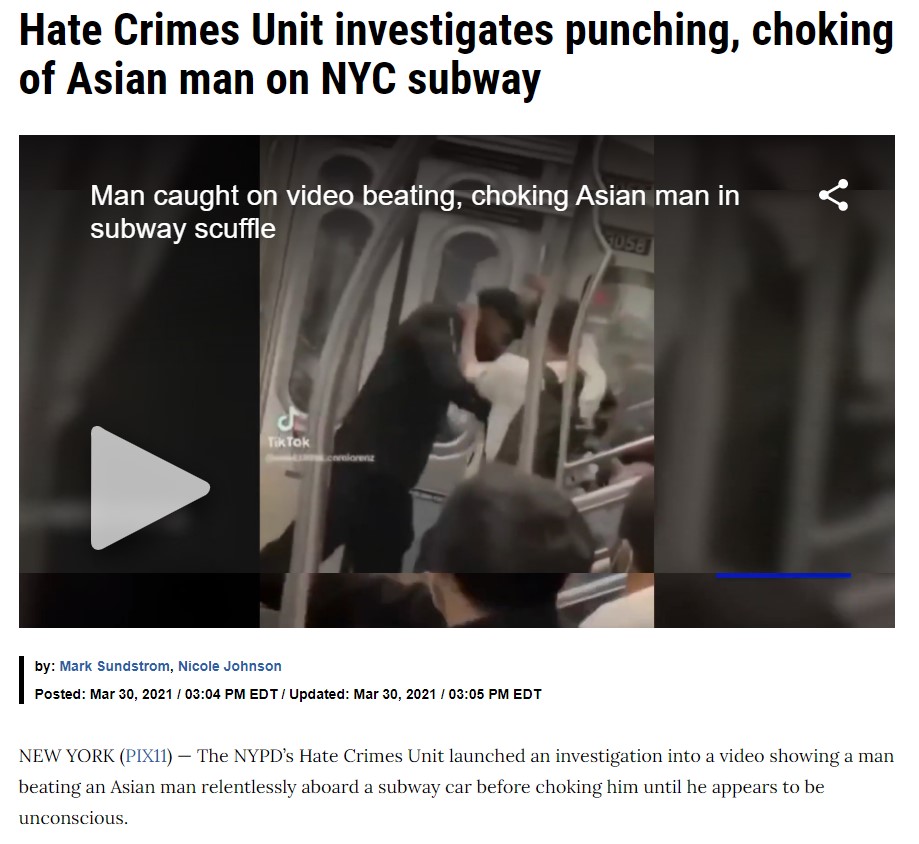 Hate Crimes Unit investigates punching, choking
of Asian man on NYC subway
Man caught on video beating, choking Asian man in
subway scuffle
TikTok
by: Mark Sundstrom, Nicole Johnson
Posted: Mar 30, 2021 / 03:04 PM EDT / Updated: Mar 30, 2021 / 03:05 PM EDT
NEW YORK (PIX11) — The NYPD’s Hate Crimes Unit launched an investigation into a video showing a man
beating an Asian man relentlessly aboard a subway car before choking him until he appears to be
unconscious.